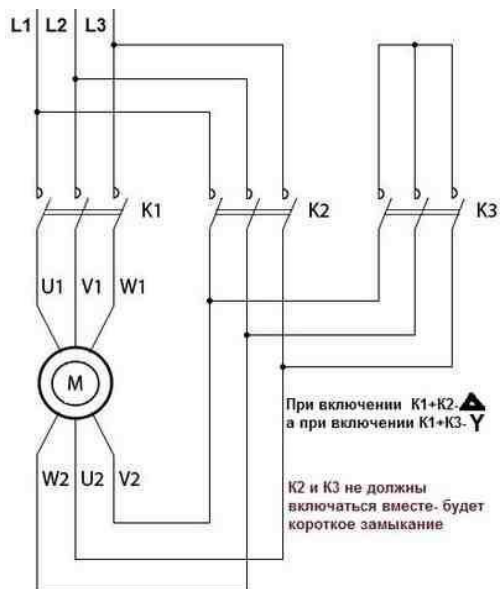 L1 L2 L3
K1
K2
K3
U1 V1 W1
M
При включении К1+К2-
а при включении К1+К3- Y
W2 U2 V2
К2 и К3 не должны
включаться вместе- будет
короткое замыкание